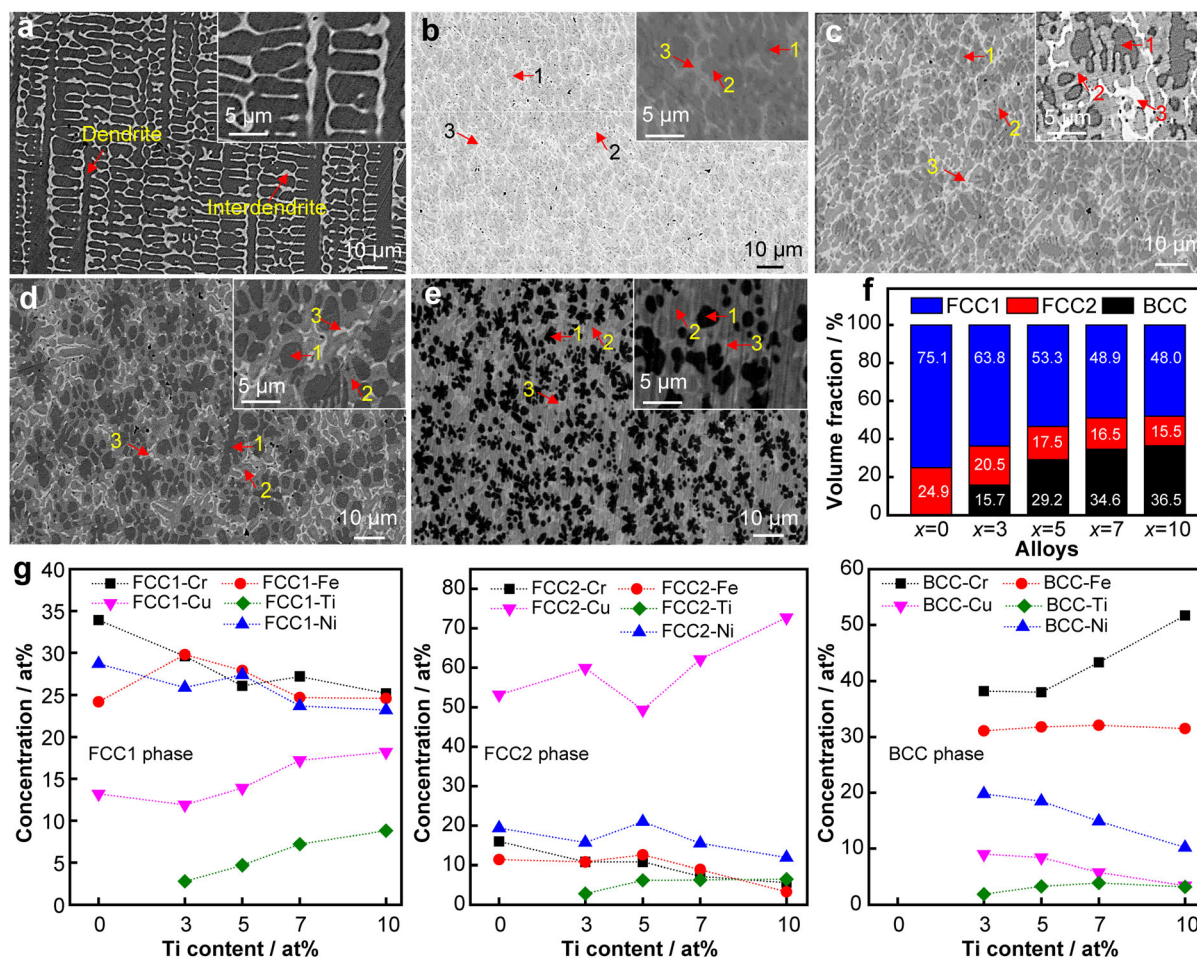 a
5 μm
Dendrite
Interdendrite
10 μm
b
1
3
2
3
1
2
5 μm
10 μm
c
1
2
3
1
2
3
5 μm
10 μm
d
3
1
2
3
1
2
5 μm
10 μm
e
1
2
3
2
1
3
5 μm
10 μm
f
FCC1 FCC2 BCC
Volume fraction / %
100
80
60
40
20
0
75.1 63.8 53.3 48.9 48.0
24.9 20.5 17.5 16.5 15.5
15.7 29.2 34.6 36.5
x=0 x=3 x=5 x=7 x=10
Alloys
g
Concentration / at%
40
35
30
25
20
15
10
5
0
FCC1-Cr FCC1-Fe
FCC1-Cu FCC1-Ti
FCC1-Ni
FCC1 phase
0 3 5 7 10
Ti content / at%
Concentration / at%
80
70
60
50
40
30
20
10
0
FCC2-Cr FCC2-Fe
FCC2-Cu FCC2-Ti
FCC2-Ni
FCC2 phase
0 3 5 7 10
Ti content / at%
Concentration / at%
60
50
40
30
20
10
0
BCC-Cr BCC-Fe
BCC-Cu BCC-Ti
BCC-Ni
BCC phase
0 3 5 7 10
Ti content / at%